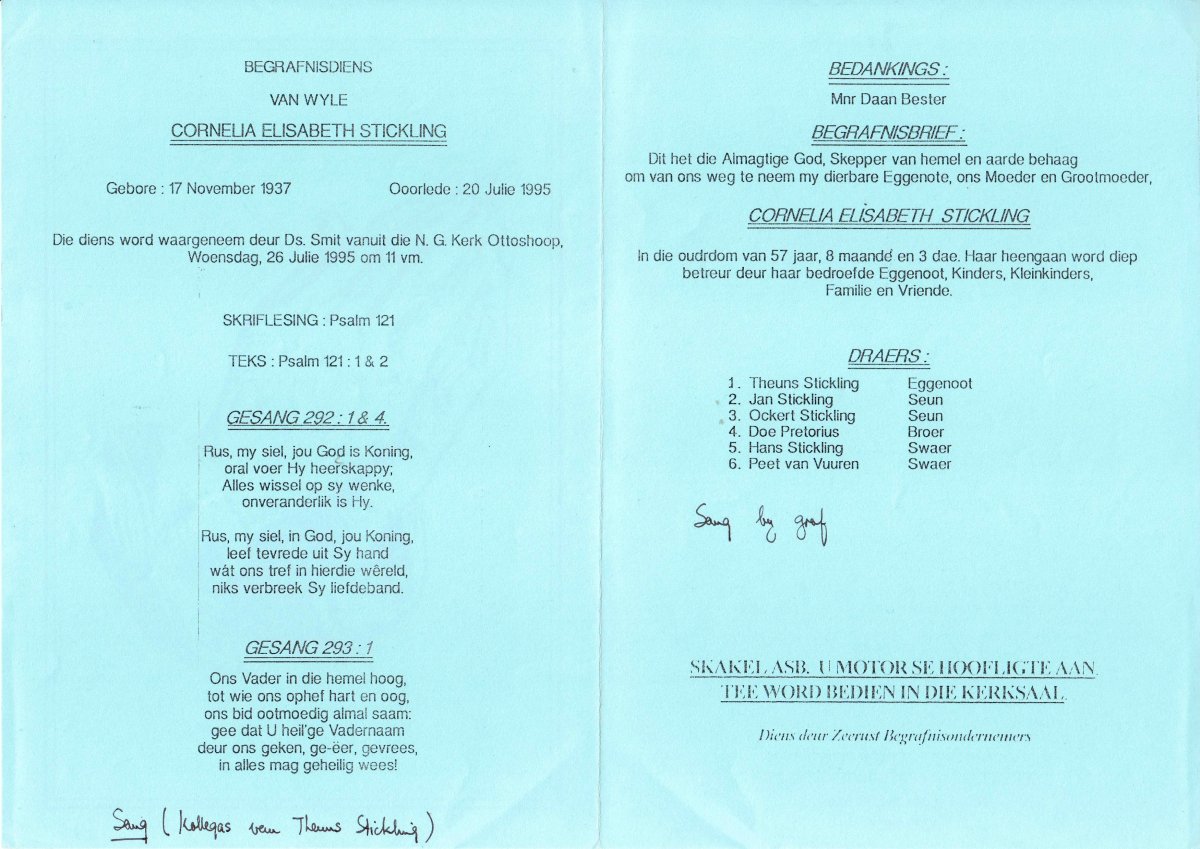 BEGRAFNISDIENS
VAN WYLE
CORNELIA ELISABETH STICKLING
Gebore : 17 November 1937 Ooorlede : 20 Julie 1995
Die diens word waargeneem deur Ds. Smit vanuit die N. G. Kerk Ottoshoop,
Woensdag, 26 Julie 1995 om 11 vm.
SKRIFLESING : Psalm 121
TEKS : Psalm 121 : 1 & 2
GESANG 292 : 1 & 4.
Rus, my siel, jou God is Koning,
oral voer Hy heerskappy;
Alles wissel op sy wenke,
onveranderlik is Hy.
Rus, my siel, in God, jou Koning,
leef tevrede uit Sy hand
wát ons tref in hierdie wêreld,
niks verbreek Sy liefdeband.
GESANG 293 : 1
Ons Vader in die hemel hoog,
tot wie ons ophef hart en oog,
ons bid ootmoedig almal saam:
gee dat U heil'ge Vadernaam
deur ons geken, ge-ëer, gevrees,
in alles mag geheilig wees!
Sang (Kollegas van Theuns Stickling)
BEDANKINGS :
Mnr Daan Bester
BEGRAFNISBRIEF :
Dit het die Almagtige God, Skepper van hemel en aarde behaag
om van ons weg te neem my dierbare Eggenote, ons Moeder en Grootmoeder,
CORNELIA ELISABETH STICKLING
In die oudrdom van 57 jaar, 8 maande en 3 dae. Haar heengaan word diep
betreur deur haar bedroefde Eggenoot, Kinders, Kleinkinders,
Familie en Vriende.
DRAERS :
1. Theuns Stickling Eggenoot
2. Jan Stickling Seun
3. Ockert Stickling Seun
4. Doe Pretorius Broer
5. Hans Stickling Swaer
6. Peet van Vuuren Swaer
Sang by graf
SKAKEL ASB. U MOTOR SE HOOFLIGTE AAN.
TEE WORD BEDIEN IN DIE KERKSAAL.
Diens deur Zeerust Begrafnisondernemers